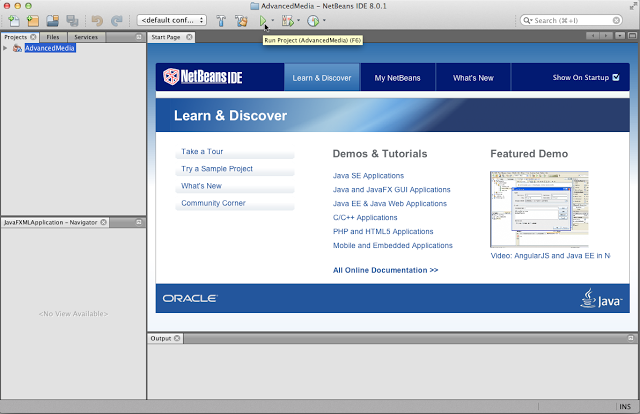 AdvancedMedia - NetBeans IDE 8.0.1
<default conf...
Search (⌘+I)
Run Project (AdvancedMedia) (F6)
Projects
Files
Services
Start Page
AdvancedMedia
NetBeans IDE
Learn & Discover
My NetBeans
What's New
Show On Startup
Learn & Discover
Take a Tour
Try a Sample Project
What's New
Community Corner
Demos & Tutorials
Java SE Applications
Java and JavaFX GUI Applications
Java EE & Java Web Applications
C/C++ Applications
PHP and HTML5 Applications
Mobile and Embedded Applications
All Online Documentation >>
Featured Demo
Video: AngularJS and Java EE in N
JavaFXMLApplication - Navigator
<No View Available>
ORACLE
Java
Output
INS